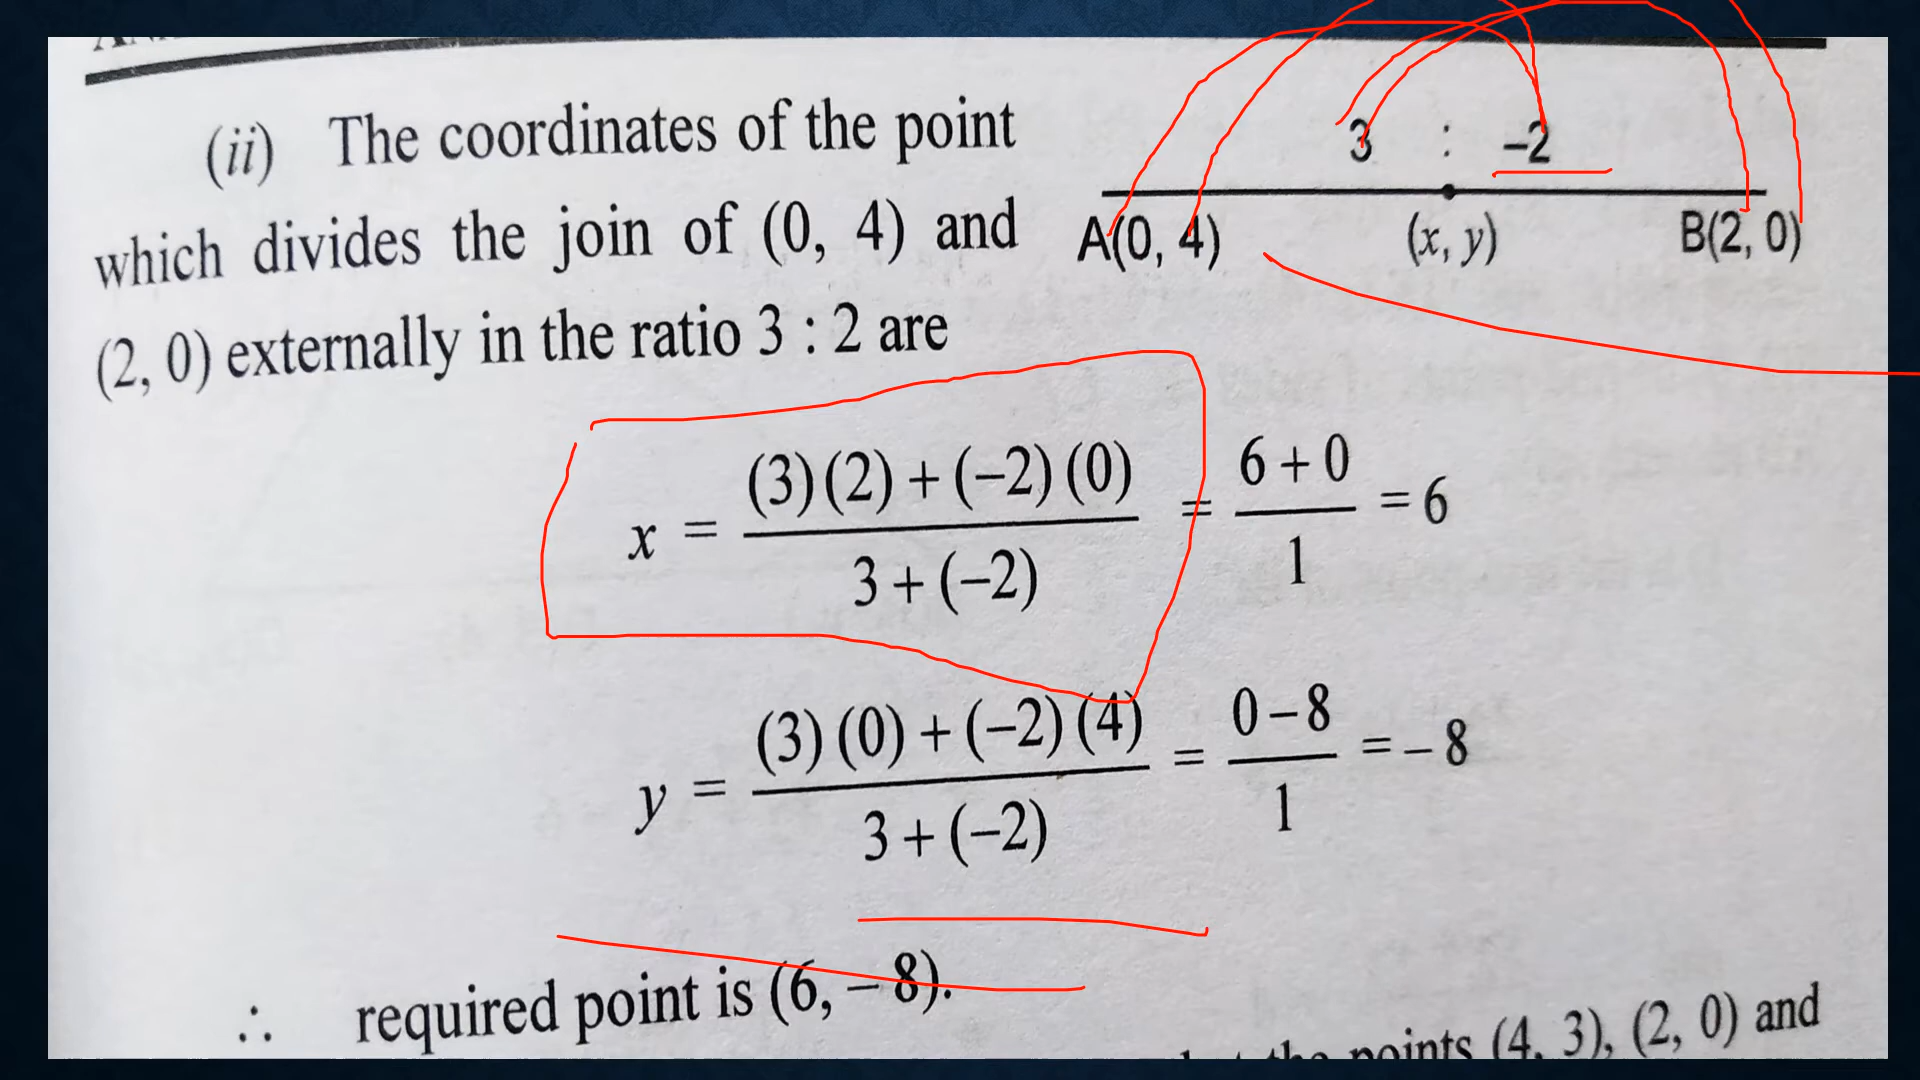 (ii) The coordinates of the point
which divides the join of (0, 4) and
(2, 0) externally in the ratio 3 : 2 are
3 : –2
A(0, 4) (x, y) B(2, 0)
x = (3)(2) + (–2)(0) / 3 + (–2) = 6 + 0 / 1 = 6
y = (3)(0) + (–2)(4) / 3 + (–2) = 0 – 8 / 1 = – 8
∴ required point is (6, – 8).
points (4, 3), (2, 0) and